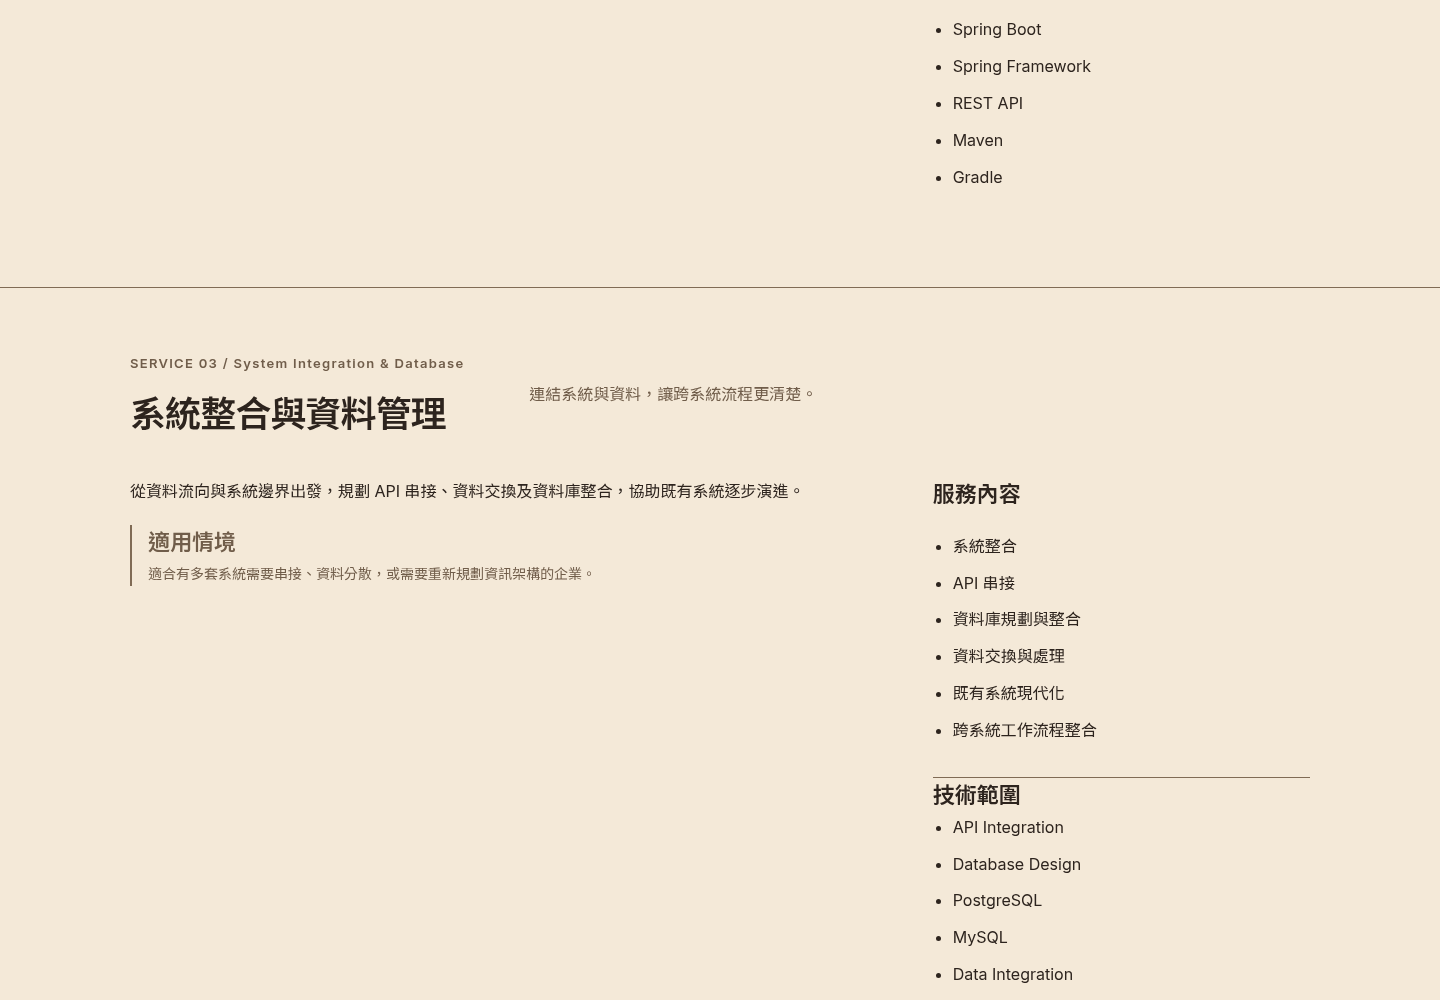 Spring Boot
Spring Framework
REST API
Maven
Gradle
SERVICE 03 / System Integration & Database
系統整合與資料管理
連結系統與資料，讓跨系統流程更清楚。
從資料流向與系統邊界出發，規劃 API 串接、資料交換及資料庫整合，協助既有系統逐步演進。
適用情境
適合有多套系統需要串接、資料分散，或需要重新規劃資訊架構的企業。
服務內容
系統整合
API 串接
資料庫規劃與整合
資料交換與處理
既有系統現代化
跨系統工作流程整合
技術範圍
API Integration
Database Design
PostgreSQL
MySQL
Data Integration